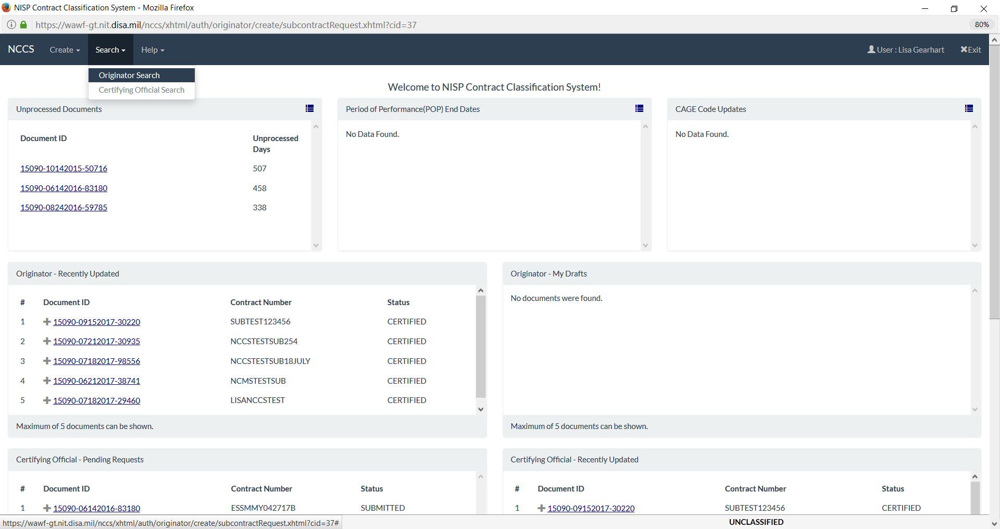 NISP Contract Classification System - Mozilla Firefox
https://wawf-gt.nit.disa.mil/nccs/xhtml/auth/originator/create/subcontractRequest.xhtml?cid=37 80%
NCCS Create Search Help User : Lisa Gearhart Exit
Originator Search
Certifying Official Search
Welcome to NISP Contract Classification System!
Unprocessed Documents
Document ID Unprocessed Days
15090-10142015-50716 507
15090-06142016-83180 458
15090-08242016-59785 338
Period of Performance(POP) End Dates
No Data Found.
CAGE Code Updates
No Data Found.
Originator - Recently Updated
# Document ID Contract Number Status
1 15090-09152017-30220 SUBTEST123456 CERTIFIED
2 15090-07212017-30935 NCCSTESTSUB254 CERTIFIED
3 15090-07182017-98556 NCCSTESTSUB18JULY CERTIFIED
4 15090-06212017-38741 NCMSTESTSUB CERTIFIED
5 15090-07182017-29460 LISANCCSTEST CERTIFIED
Maximum of 5 documents can be shown.
Originator - My Drafts
No documents were found.
Maximum of 5 documents can be shown.
Certifying Official - Pending Requests
# Document ID Contract Number Status
1 15090-06142016-83180 ESSMMY042717B SUBMITTED
Certifying Official - Recently Updated
# Document ID Contract Number Status
1 15090-09152017-30220 SUBTEST123456 CERTIFIED
https://wawf-gt.nit.disa.mil/nccs/xhtml/auth/originator/create/subcontractRequest.xhtml?cid=37#
UNCLASSIFIED